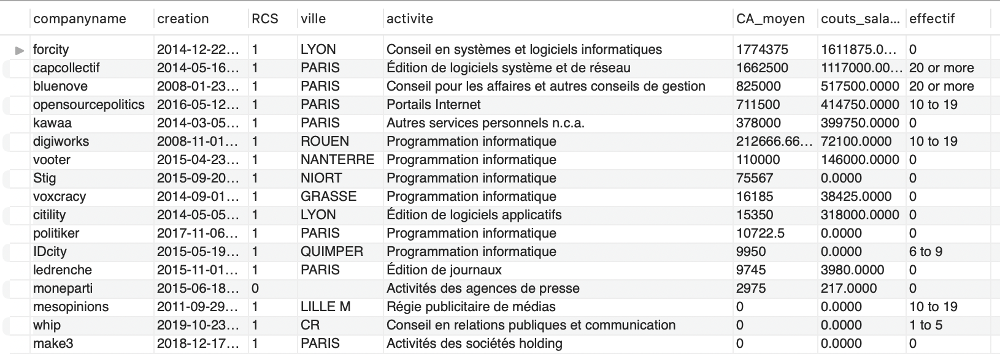 companyname creation RCS ville activite CA_moyen couts_sala... effectif
forcity 2014-12-22... 1 LYON Conseil en systèmes et logiciels informatiques 1774375 1611875.0... 0
capcollectif 2014-05-16... 1 PARIS Édition de logiciels système et de réseau 1662500 1117000.00... 20 or more
bluenove 2008-01-23... 1 PARIS Conseil pour les affaires et autres conseils de gestion 825000 517500.0000 20 or more
opensourcepolitics 2016-05-12... 1 PARIS Portails Internet 711500 414750.0000 10 to 19
kawaa 2014-03-05... 1 PARIS Autres services personnels n.c.a. 378000 399750.0000 0
digiworks 2008-11-01... 1 ROUEN Programmation informatique 212666.66... 72100.0000 10 to 19
vooter 2015-04-23... 1 NANTERRE Programmation informatique 110000 146000.0000 0
Stig 2015-09-20... 1 NIORT Programmation informatique 75567 0.0000 0
voxcracy 2014-09-01... 1 GRASSE Programmation informatique 16185 38425.0000 0
citility 2014-05-05... 1 LYON Édition de logiciels applicatifs 15350 318000.0000 0
politiker 2017-11-06... 1 PARIS Programmation informatique 10722.5 0.0000 0
IDcity 2015-05-19... 1 QUIMPER Programmation informatique 9950 0.0000 6 to 9
ledrenche 2015-11-01... 1 PARIS Édition de journaux 9745 3980.0000 0
moneparti 2015-06-18... 0 Activités des agences de presse 2975 217.0000 0
mesopinions 2011-09-29... 1 LILLE M Régie publicitaire de médias 0 0.0000 10 to 19
whip 2019-10-23... 1 CR Conseil en relations publiques et communication 0 0.0000 1 to 5
make3 2018-12-17... 1 PARIS Activités des sociétés holding 0 0.0000 0